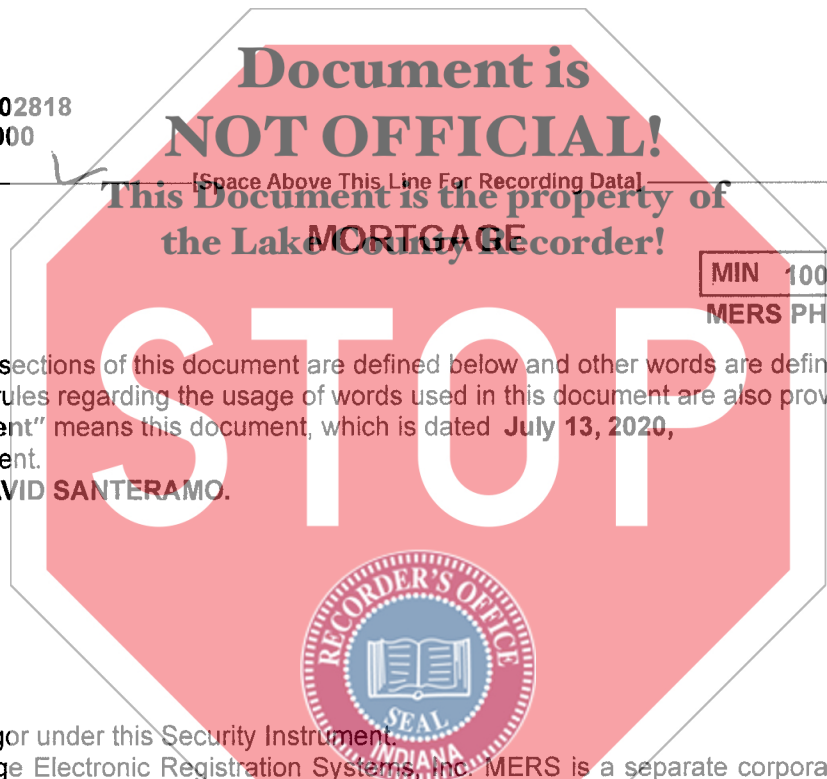 Document is
02818
NOT OFFICIAL!
000
[Space Above This Line For Recording Data]
This Document is the property of
MORTGAGE
the Lake County Recorder!
MIN 100
MERS PH
sections of this document are defined below and other words are defin
rules regarding the usage of words used in this document are also prov
ent” means this document, which is dated July 13, 2020,
ent.
VID SANTERAMO.
STOP
RECORDER'S OFFICE
SEAL
INDIANA
gor under this Security Instrument.
ge Electronic Registration Systems, Inc. MERS is a separate corpora